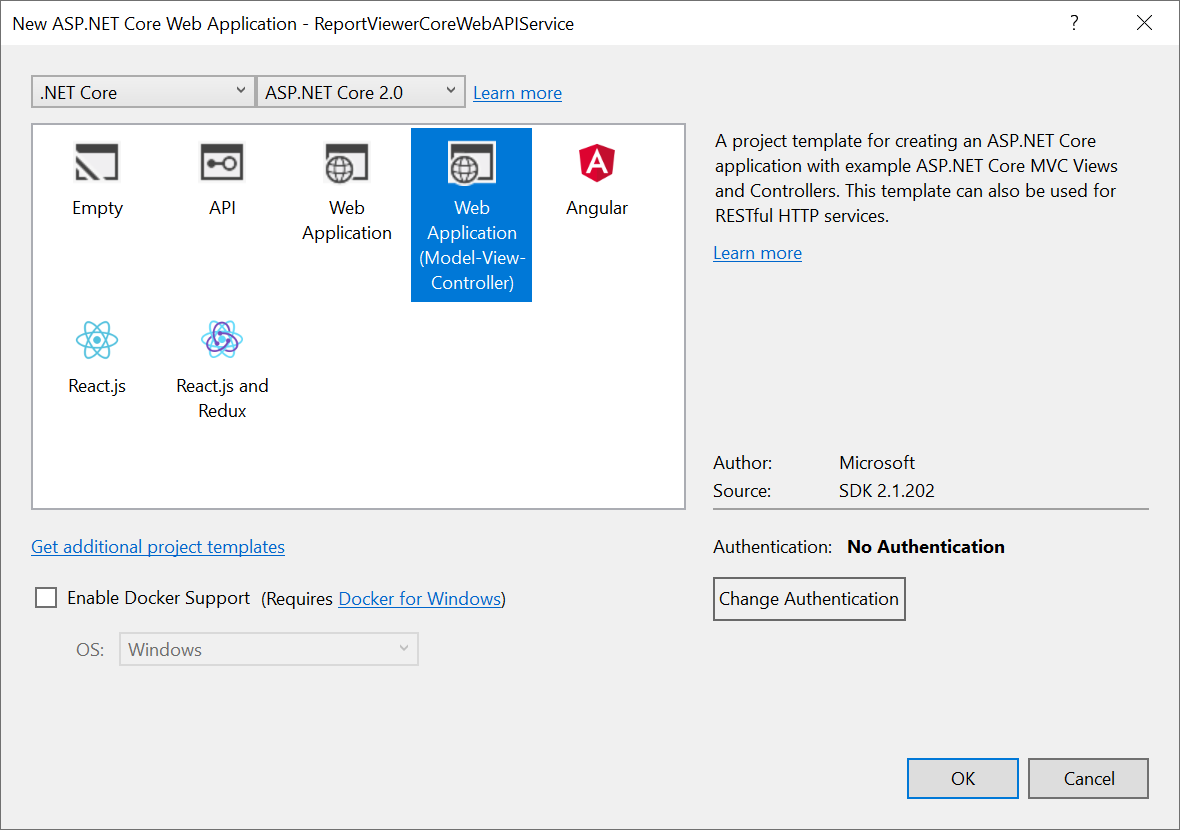 New ASP.NET Core Web Application - ReportViewerCoreWebAPIService
?
.NET Core
ASP.NET Core 2.0
Learn more
Empty
API
Web
Application
Web
Application
(Model-View-
Controller)
Angular
React.js
React.js and
Redux
A project template for creating an ASP.NET Core
application with example ASP.NET Core MVC Views
and Controllers. This template can also be used for
RESTful HTTP services.
Learn more
Author: Microsoft
Source: SDK 2.1.202
Get additional project templates
Enable Docker Support (Requires Docker for Windows)
OS: Windows
Authentication: No Authentication
Change Authentication
OK
Cancel